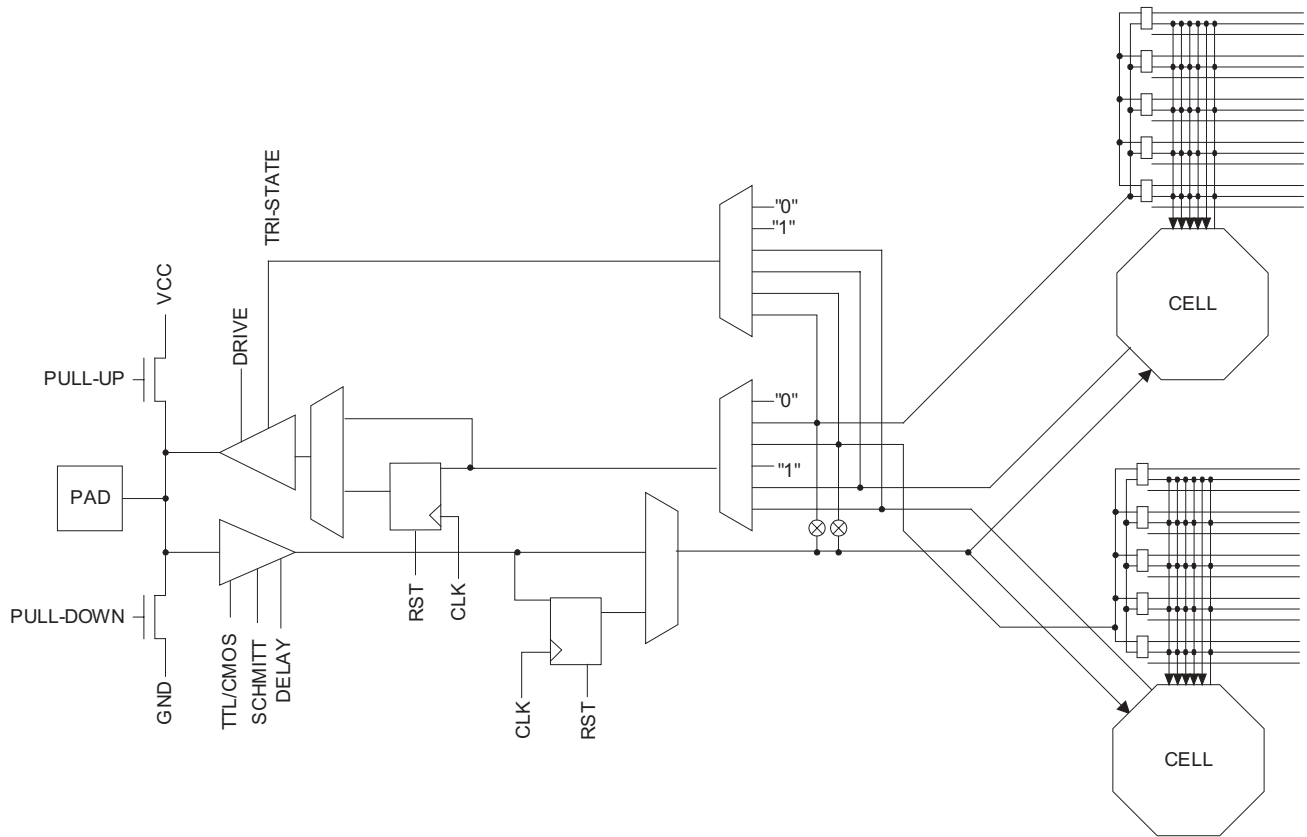 "0"
"1"
TRI-STATE
VCC
CELL
DRIVE
PULL-UP
"0"
"1"
PAD
RST
CLK
PULL-DOWN
GND
TTL/CMOS
SCHMITT
DELAY
CLK
RST
CELL